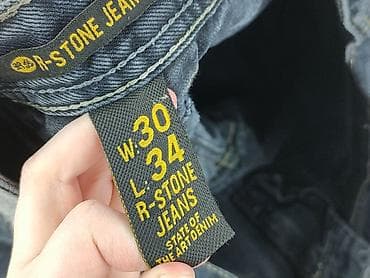 R-STONE JEANS
W. 30
L. 34
R-STONE
JEANS
STATE OF
THE ART DENIM